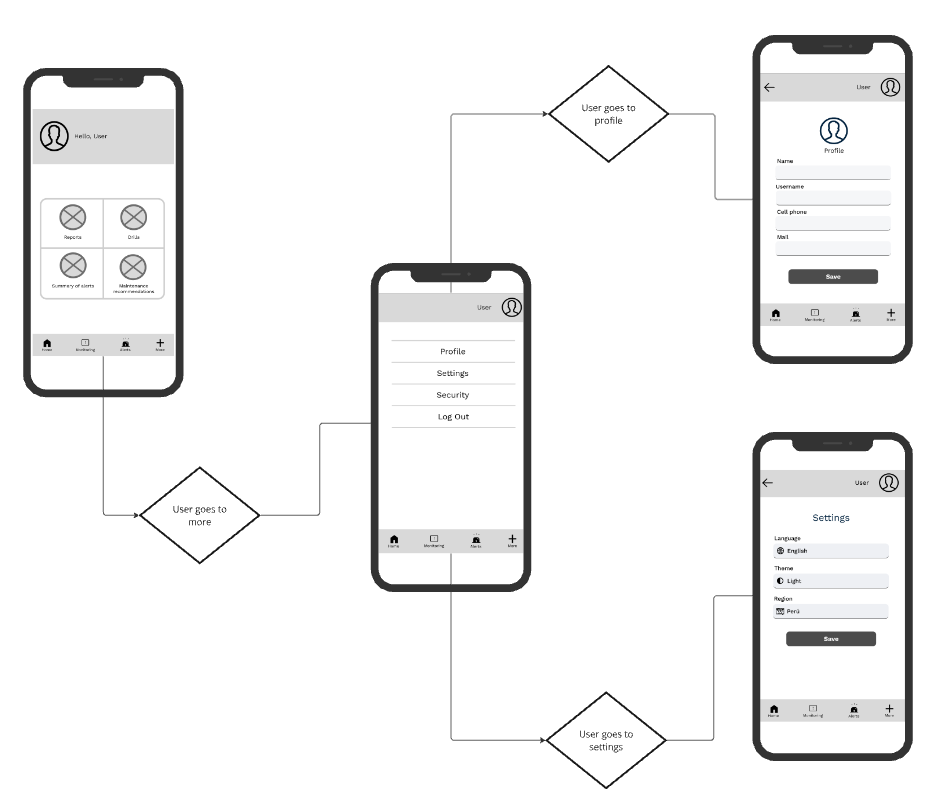 Hello, User
Reports
Drills
Summary of alerts
Maintenance
recommendations
Home
Monitoring
Alerts
More
User goes to
more
User
Profile
Settings
Security
Log Out
Home
Monitoring
Alerts
More
User goes to
profile
User
Profile
Name
Username
Cell phone
Mail
Save
Home
Monitoring
Alerts
More
User goes to
settings
User
Settings
Language
English
Theme
Light
Region
Perú
Save
Home
Monitoring
Alerts
More